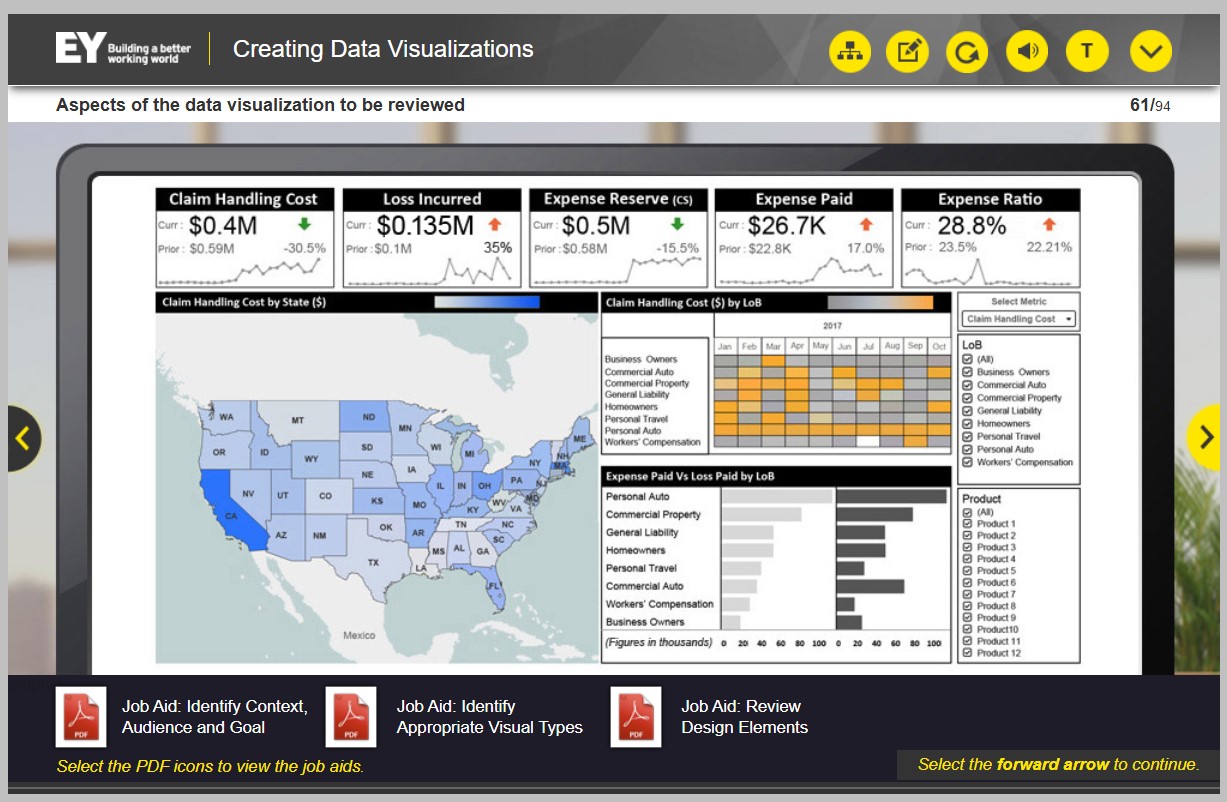 EY Building a better
working world
Creating Data Visualizations
T
Aspects of the data visualization to be reviewed
61/94
Claim Handling Cost
Curr : $0.4M
Prior : $0.59M -30.5%
Loss Incurred
Curr : $0.135M
Prior : $0.1M 35%
Expense Reserve (CS)
Curr : $0.5M
Prior : $0.58M -15.5%
Expense Paid
Curr : $26.7K
Prior : $22.8K 17.0%
Expense Ratio
Curr : 28.8%
Prior : 23.5% 22.21%
Claim Handling Cost by State ($)
WA MT ND MN WI MI ME
OR ID WY SD IA NY NH MA
NV UT CO NE IL IN OH PA NJ
CA KS MO KY WV VA MD
AZ NM OK AR TN NC SC
TX LA MS AL GA FL
Mexico
Claim Handling Cost ($) by LoB
2017
Jan Feb Mar Apr May Jun Jul Aug Sep Oct
Business Owners
Commercial Auto
Commercial Property
General Liability
Homeowners
Personal Travel
Personal Auto
Workers' Compensation
Expense Paid Vs Loss Paid by LoB
Personal Auto
Commercial Property
General Liability
Homeowners
Personal Travel
Commercial Auto
Workers' Compensation
Business Owners
(Figures in thousands) 0 20 40 60 80 100 0 20 40 60 80 100
Select Metric
Claim Handling Cost
LoB
(All)
Business Owners
Commercial Auto
Commercial Property
General Liability
Homeowners
Personal Travel
Personal Auto
Workers' Compensation
Product
(All)
Product 1
Product 2
Product 3
Product 4
Product 5
Product 6
Product 7
Product 8
Product 9
Product10
Product 11
Product 12
PDF
Job Aid: Identify Context,
Audience and Goal
PDF
Job Aid: Identify
Appropriate Visual Types
PDF
Job Aid: Review
Design Elements
Select the PDF icons to view the job aids.
Select the forward arrow to continue.